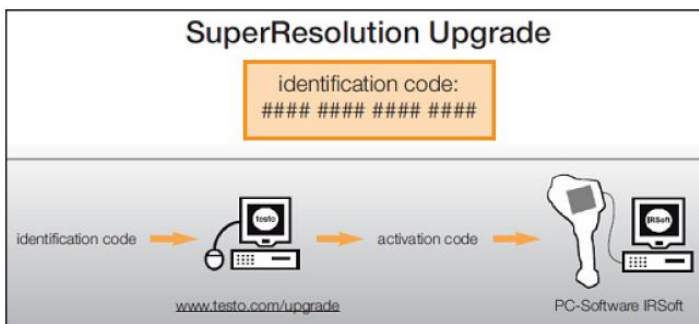 SuperResolution Upgrade
identification code:
#### #### #### ####
identification code
testo
activation code
IRSoft
www.testo.com/upgrade
PC-Software IRSoft